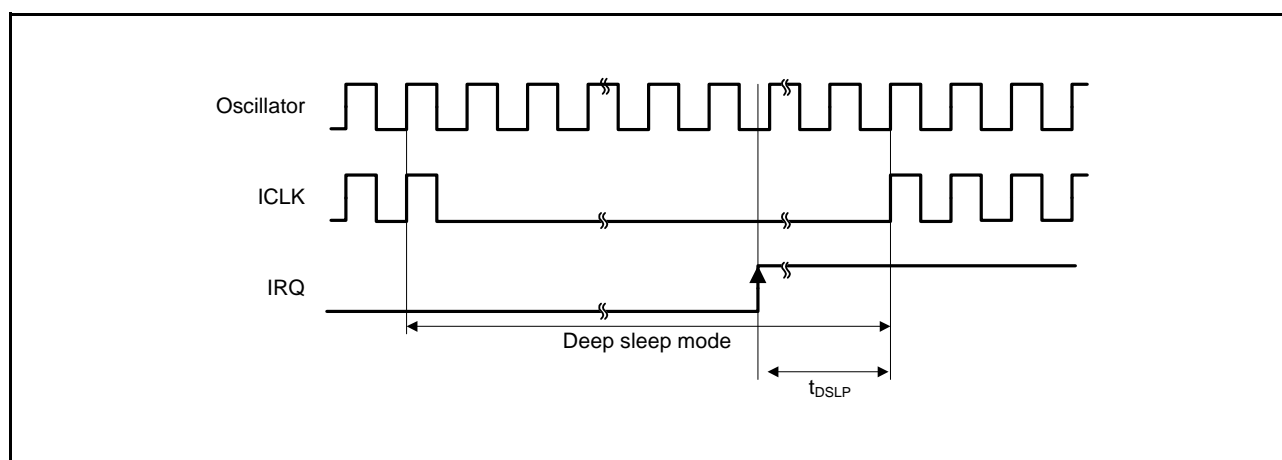 Oscillator
ICLK
IRQ
Deep sleep mode
tDSLP